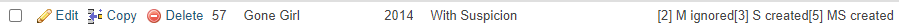 Edit Copy Delete 57 Gone Girl 2014 With Suspicion [2] M ignored[3] S created[5] MS created